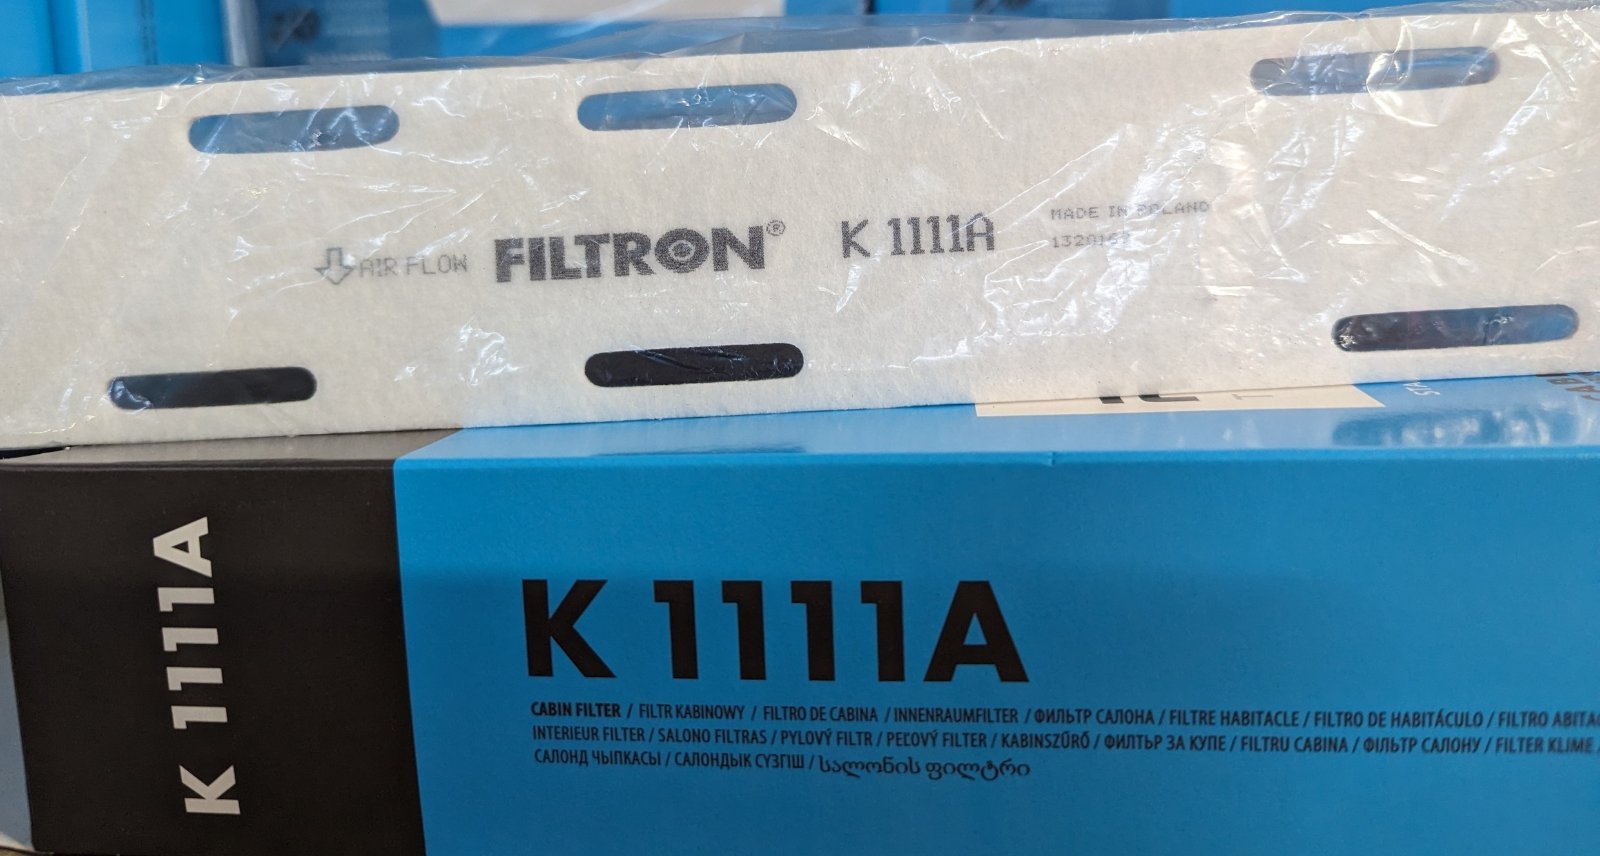 AIR FLOW FILTRON® K 1111A
MADE IN POLAND
K 1111A
K 1111A
CABIN FILTER / FILTR KABINOWY / FILTRO DE CABINA / INNENRAUMFILTER / ФИЛЬТР САЛОНА / FILTRE HABITACLE / FILTRO DE HABITÁCULO / FILTRO
INTERIEUR FILTER / SALONO FILTRAS / PYLOVÝ FILTR / PEĽOVÝ FILTER / KABINSZŰRŐ / ФИЛТЪР ЗА КУПЕ / FILTRU CABINA / ФІЛЬТР САЛОНУ / FILTER KLIME /
САЛОНД ЧЫПКАСЫ / САЛОНДЫК СҮЗГІШ / სალონის ფილტრი